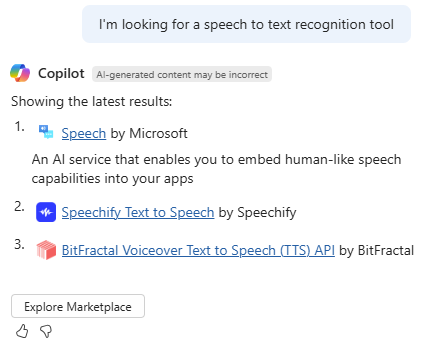 I'm looking for a speech to text recognition tool
Copilot AI-generated content may be incorrect
Showing the latest results:
1. Speech by Microsoft
An AI service that enables you to embed human-like speech
capabilities into your apps
2. Speechify Text to Speech by Speechify
3. BitFractal Voiceover Text to Speech (TTS) API by BitFractal
Explore Marketplace